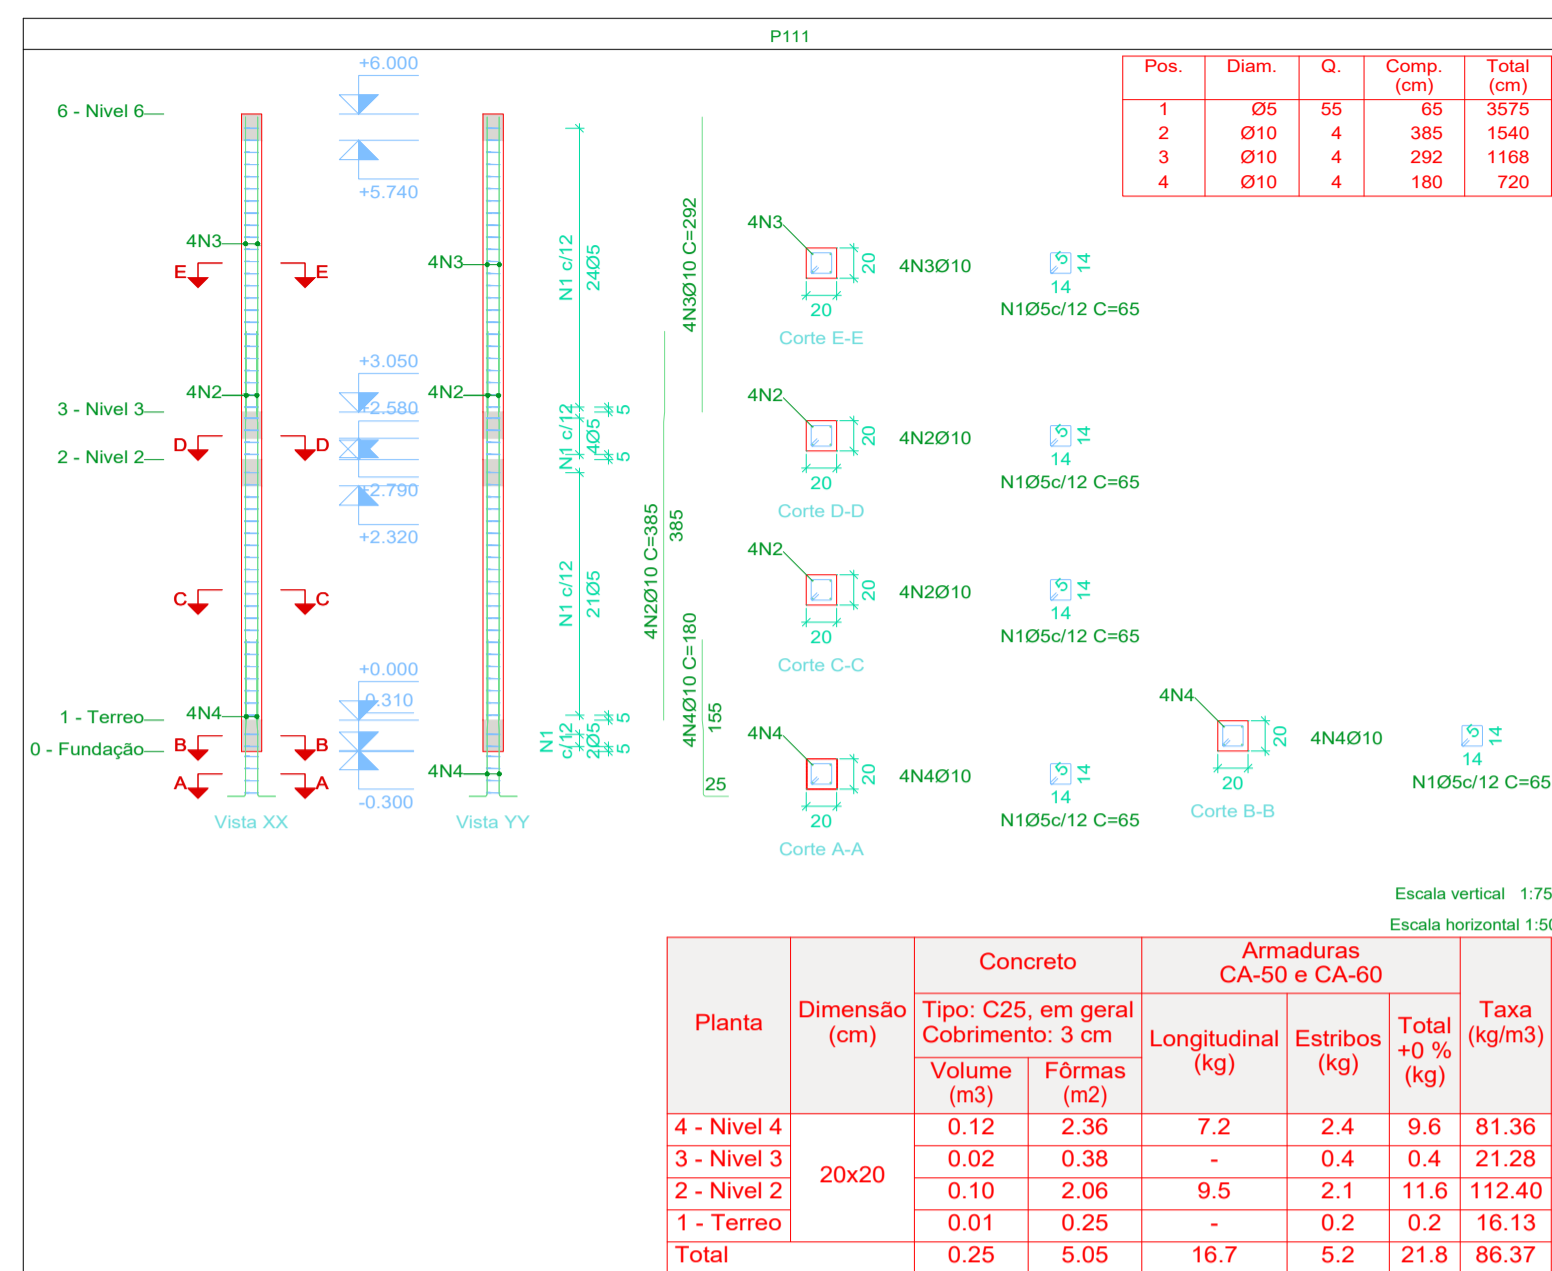 P111
Pos. Diam. Q. Comp. (cm) Total (cm)
1 Ø5 55 65 3575
2 Ø10 4 385 1540
3 Ø10 4 292 1168
4 Ø10 4 180 720
6 - Nivel 6
3 - Nivel 3
2 - Nivel 2
1 - Terreo
0 - Fundação
4N3
E E
4N2
D D
C C
4N4
B B
A A
Vista XX
+6.000
+5.740
+3.050
+2.580
+2.790
+2.320
+0.000
0.310
-0.300
4N3
4N2
4N4
Vista YY
N1 c/12
24Ø5
N1 c/12
4Ø5
5
5
N1 c/12
21Ø5
N1
c/12
2Ø5
5
5
4N3Ø10 C=292
4N2Ø10 C=385
385
4N4Ø10 C=180
155
25
4N3
20
20
Corte E-E
4N3Ø10
5
14
14
N1Ø5c/12 C=65
4N2
20
20
Corte D-D
4N2Ø10
5
14
14
N1Ø5c/12 C=65
4N2
20
20
Corte C-C
4N2Ø10
5
14
14
N1Ø5c/12 C=65
4N4
20
20
Corte A-A
4N4Ø10
5
14
14
N1Ø5c/12 C=65
4N4
20
20
Corte B-B
4N4Ø10
5
14
14
N1Ø5c/12 C=65
Escala vertical 1:75
Escala horizontal 1:50
Planta
Dimensão
(cm)
Concreto
Tipo: C25, em geral
Cobrimento: 3 cm
Volume
(m3)
Fôrmas
(m2)
Armaduras
CA-50 e CA-60
Longitudinal
(kg)
Estribos
(kg)
Total
+0 %
(kg)
Taxa
(kg/m3)
4 - Nivel 4 0.12 2.36 7.2 2.4 9.6 81.36
3 - Nivel 3 0.02 0.38 - 0.4 0.4 21.28
20x20
2 - Nivel 2 0.10 2.06 9.5 2.1 11.6 112.40
1 - Terreo 0.01 0.25 - 0.2 0.2 16.13
Total 0.25 5.05 16.7 5.2 21.8 86.37